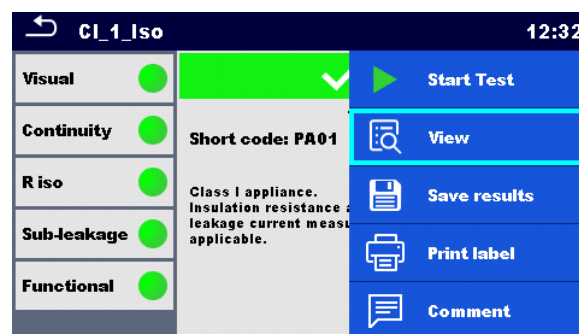 Cl_1_Iso
12:32
Visual
Continuity
R iso
Sub-leakage
Functional
Short code: PA01
Class I appliance.
Insulation resistance
leakage current measu
applicable.
Start Test
View
Save results
Print label
Comment